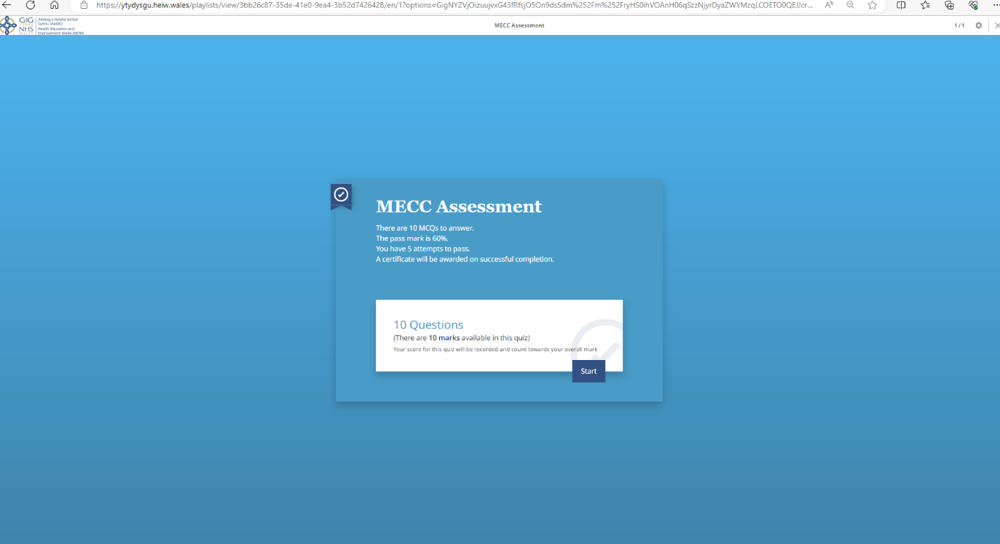 https://ytydysgu.heiw.wales/playlists/view/3bb26c87-35de-41e0-9ea4-3b52d7426428/en/1?options=GigNYZVjOizuujvxG43fRfsjO5On9dsSdm%252Fm%252FryHS0ihVOAnH06qSzzNjyrDyaZWYMzqLCOETO0QEJJcr...
GIG
CYMRU
NHS
WALES
Addysg a Gwella Iechyd
Cymru (AaGIC)
Health Education and
Improvement Wales (HEIW)
MECC Assessment
1 / 1
MECC Assessment
There are 10 MCQs to answer.
The pass mark is 60%.
You have 5 attempts to pass.
A certificate will be awarded on successful completion.
10 Questions
(There are 10 marks available in this quiz)
Your score for this quiz will be recorded and count towards your overall mark
Start